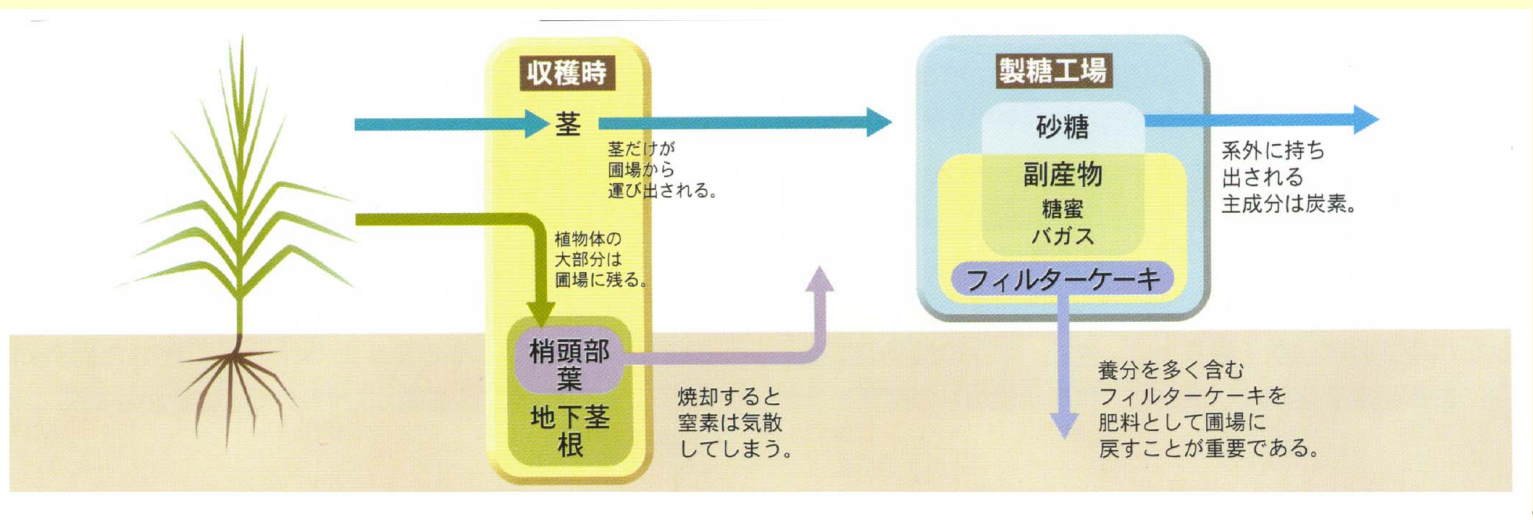 収穫時
茎
茎だけが
圃場から
運び出される。
植物体の
大部分は
圃場に残る。
梢頭部
葉
地下茎
根
焼却すると
窒素は気散
してしまう。
製糖工場
砂糖
副産物
糖蜜
バガス
フィルターケーキ
系外に持ち
出される
主成分は炭素。
養分を多く含む
フィルターケーキを
肥料として圃場に
戻すことが重要である。